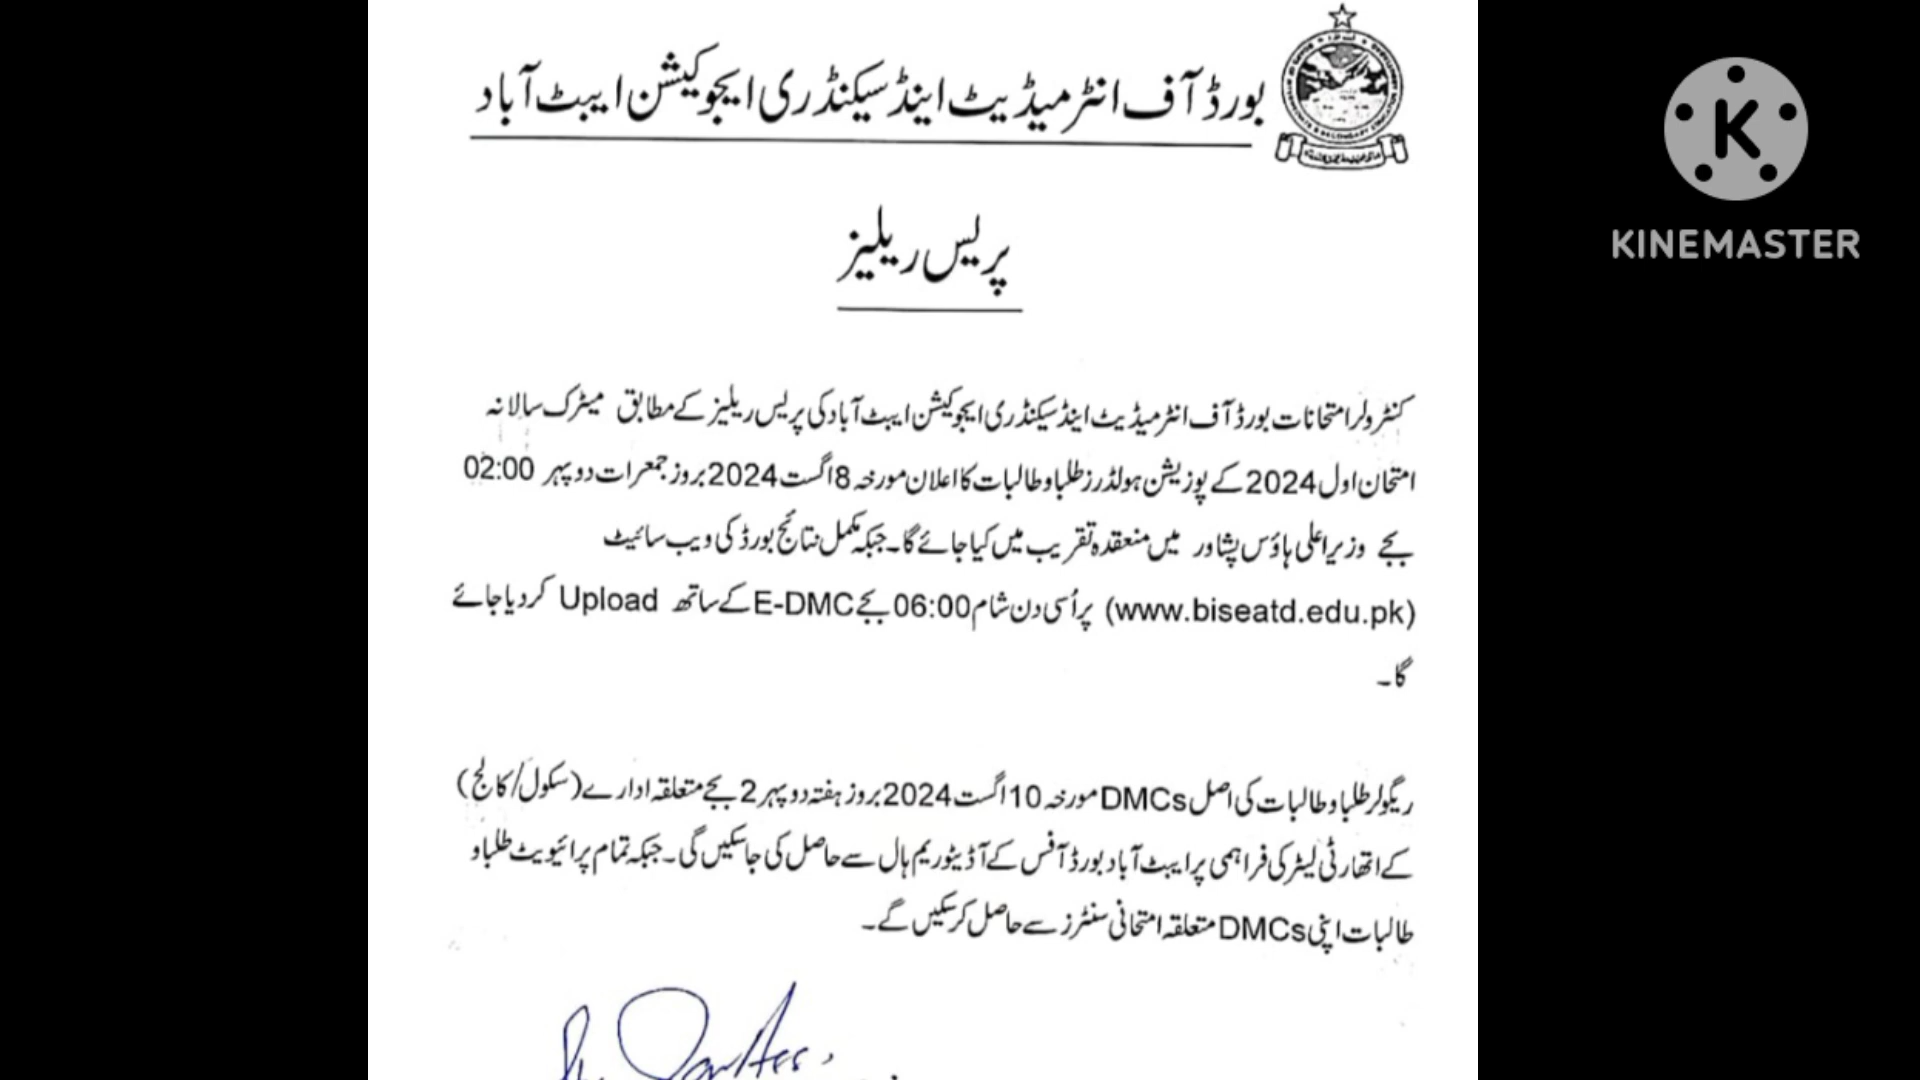 بورڈ آف انٹرمیڈیٹ اینڈ سیکنڈری ایجوکیشن ایبٹ آباد
پریس ریلیز
کنٹرولر امتحانات بورڈ آف انٹرمیڈیٹ اینڈ سیکنڈری ایجوکیشن ایبٹ آباد کی پریس ریلیز کے مطابق میٹرک سالانہ
امتحان اول 2024 کے پوزیشن ہولڈرز طلبا و طالبات کا اعلان مورخہ 8 اگست 2024 بروز جمعرات دوپہر 02:00
بجے وزیر اعلی ہاؤس پشاور میں منعقدہ تقریب میں کیا جائے گا۔ جبکہ مکمل نتائج بورڈ کی ویب سائیٹ
(www.biseatd.edu.pk) پر اُسی دن شام 06:00 بجے E-DMC کے ساتھ Upload کر دیا جائے
گا۔
ریگولر طلبا و طالبات کی اصل DMCs مورخہ 10 اگست 2024 بروز ہفتہ دوپہر 2 بجے متعلقہ ادارے (سکول/کالج)
کے اتھارٹی لیٹر کی فراہمی پر ایبٹ آباد بورڈ آفس کے آڈیٹوریم ہال سے حاصل کی جاسکیں گی۔ جبکہ تمام پرائیویٹ طلبا و
طالبات اپنی DMCs متعلقہ امتحانی سنٹرز سے حاصل کر سکیں گے۔
K
KINEMASTER